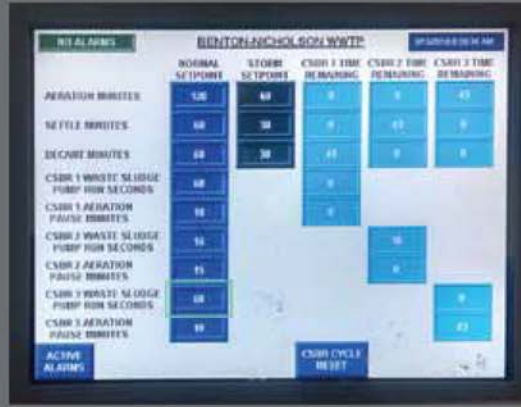 NO ALARMS
BENTON-NICHOLSON WWTP
NORMAL SETPOINT
STORM SETPOINT
CSBR 1 TIME REMAINING
CSBR 2 TIME REMAINING
CSBR 3 TIME REMAINING
AERATION MINUTES 120 60 0 0 43
SETTLE MINUTES 60 30 0 43 0
DECANT MINUTES 60 30 43 0 0
CSBR 1 WASTE SLUDGE
PUMP RUN SECONDS 60 0
CSBR 1 AERATION
PAUSE MINUTES 10 0
CSBR 2 WASTE SLUDGE
PUMP RUN SECONDS
CSBR 2 AERATION
PAUSE MINUTES 15 0
CSBR 3 WASTE SLUDGE
PUMP RUN SECONDS 60 0
CSBR 3 AERATION
PAUSE MINUTES 10
ACTIVE
ALARMS
CSBR CYCLE
RESET